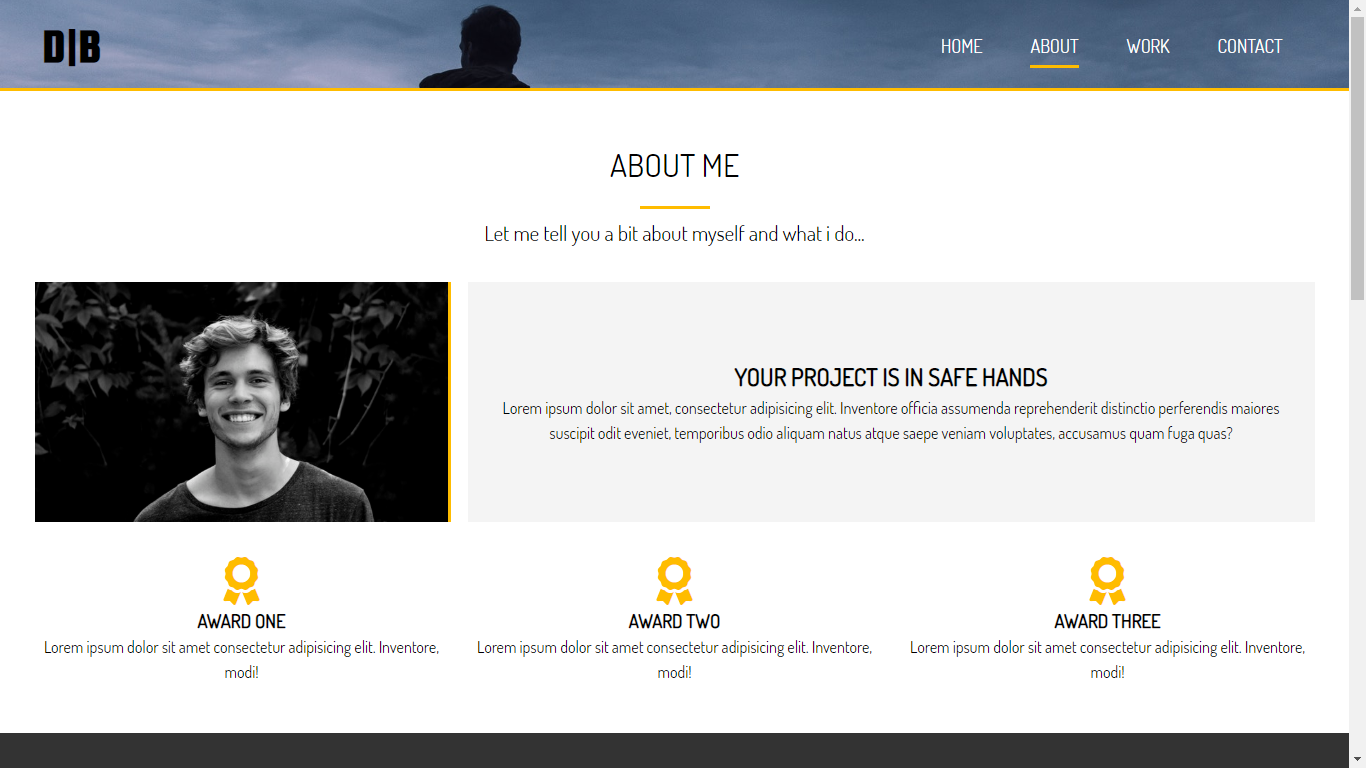 D|B
HOME ABOUT WORK CONTACT
ABOUT ME
Let me tell you a bit about myself and what i do...
YOUR PROJECT IS IN SAFE HANDS
Lorem ipsum dolor sit amet, consectetur adipisicing elit. Inventore officia assumenda reprehenderit distinctio perferendis maiores
suscipit odit eveniet, temporibus odio aliquam natus atque saepe veniam voluptates, accusamus quam fuga quas?
AWARD ONE
Lorem ipsum dolor sit amet consectetur adipisicing elit. Inventore,
modi!
AWARD TWO
Lorem ipsum dolor sit amet consectetur adipisicing elit. Inventore,
modi!
AWARD THREE
Lorem ipsum dolor sit amet consectetur adipisicing elit. Inventore,
modi!